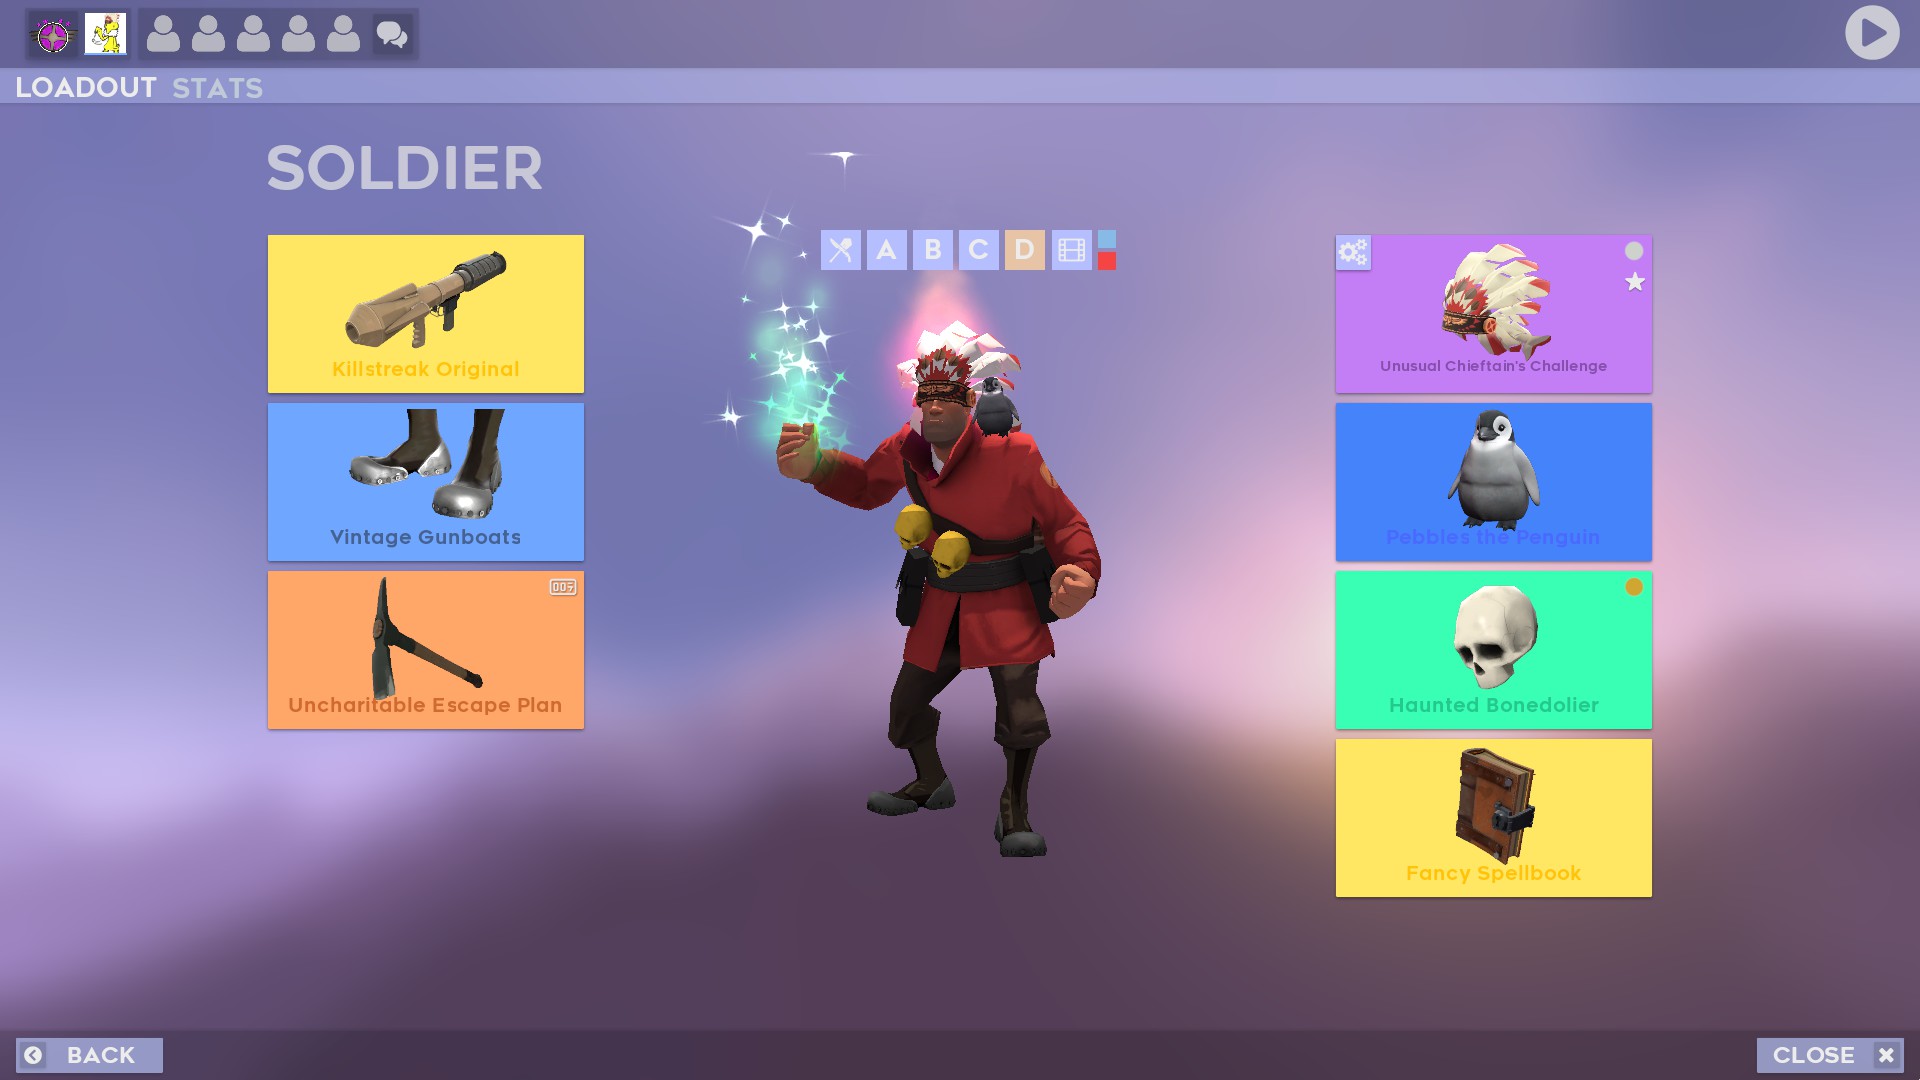 LOADOUT STATS
SOLDIER
A B C D
Killstreak Original
Vintage Gunboats
007
Uncharitable Escape Plan
Unusual Chieftain's Challenge
Pebbles the Penguin
Haunted Bonedolier
Fancy Spellbook
BACK
CLOSE